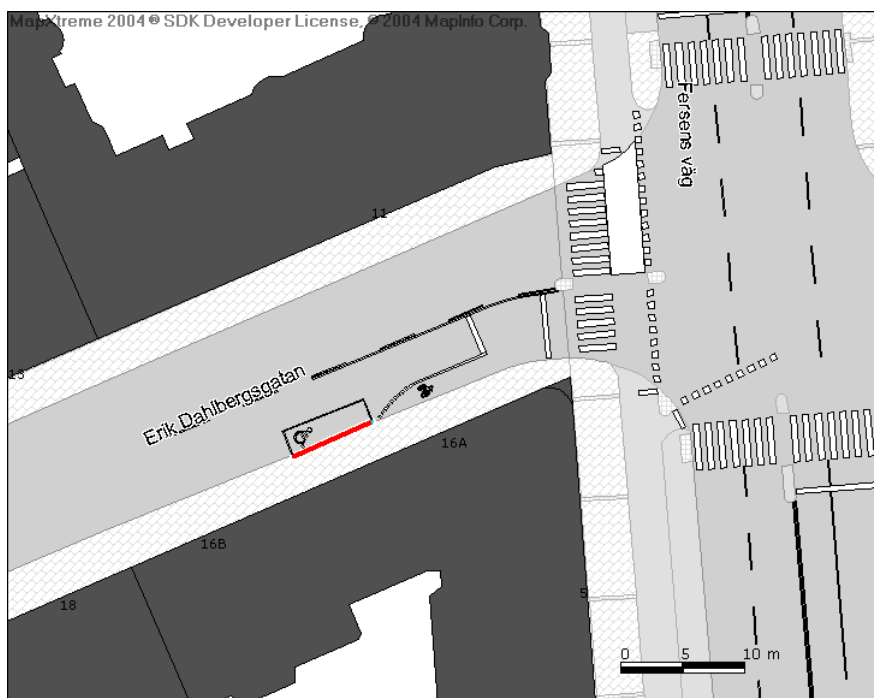 MapXtreme 2004 ® SDK Developer License, © 2004 MapInfo Corp.
Fersens väg
11
13
Erik Dahlbergsgatan
16A
16B
18
5
0 5 10 m